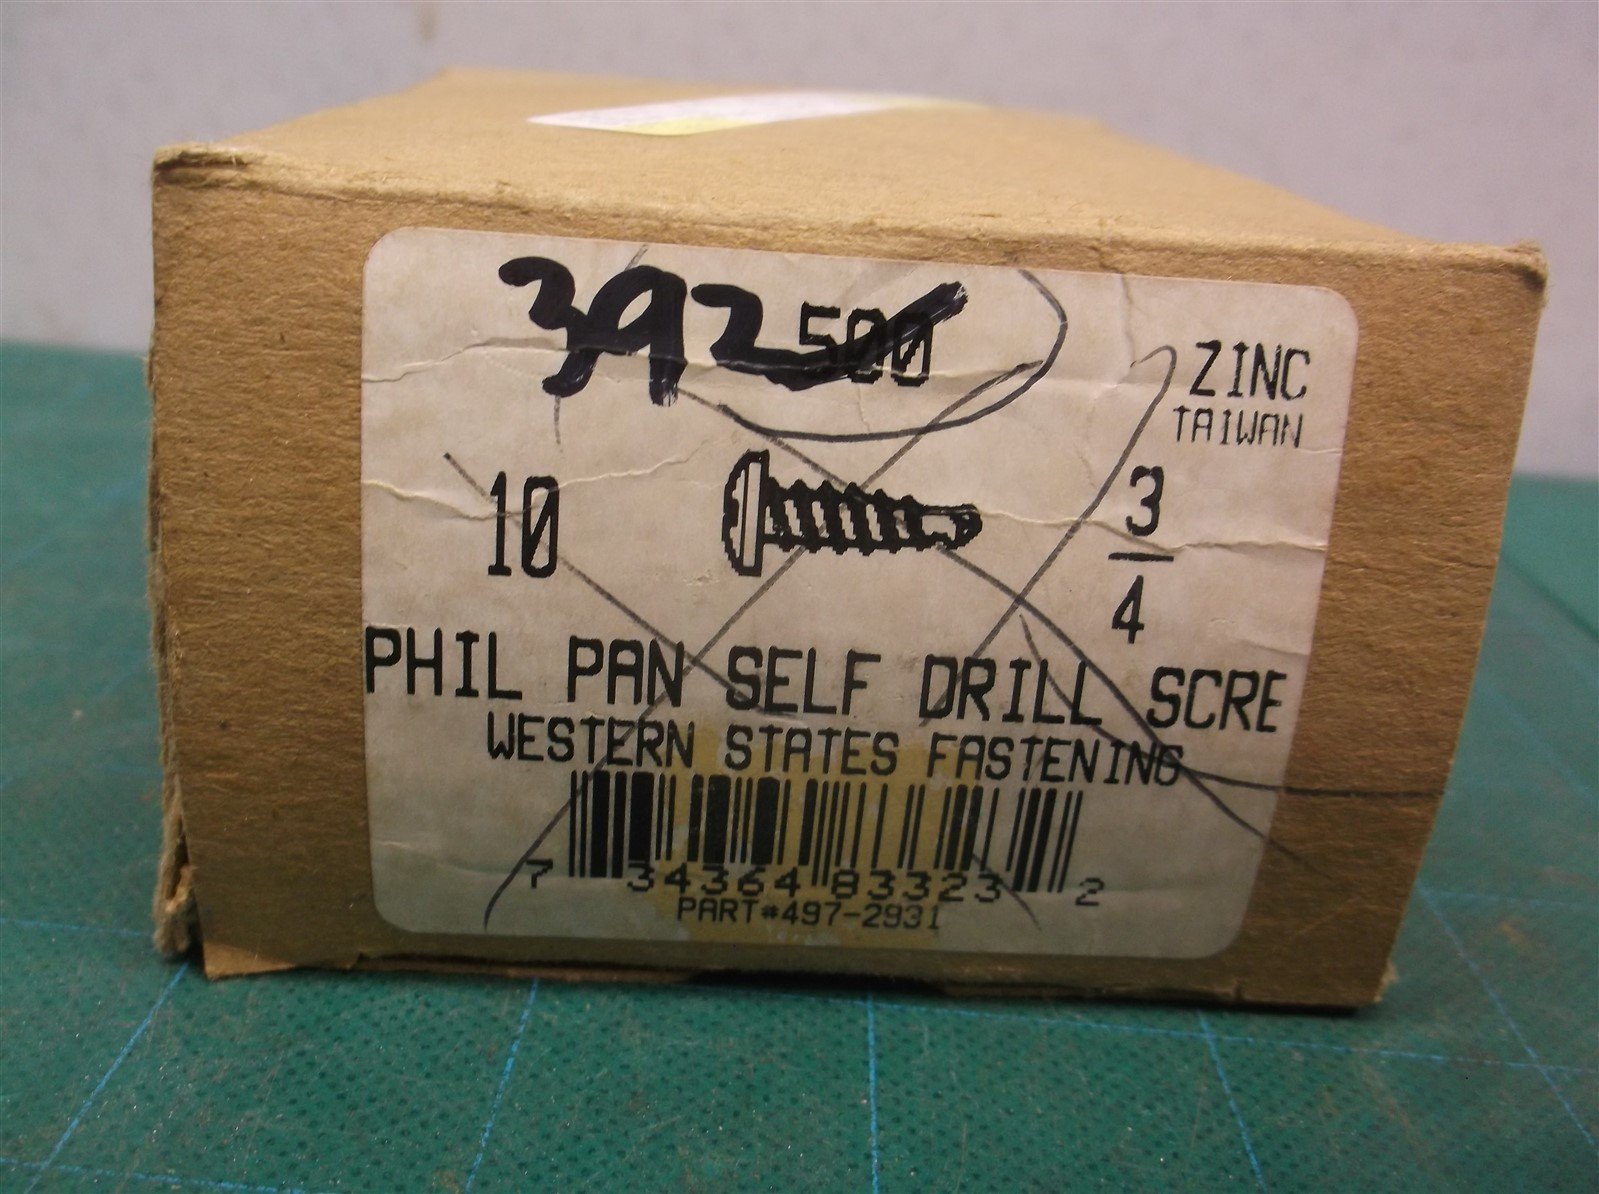 392 500
ZINC
TAIWAN
10
3
4
PHIL PAN SELF DRILL SCRE
WESTERN STATES FASTENING
7 34364 83323 2
PART#497-2931